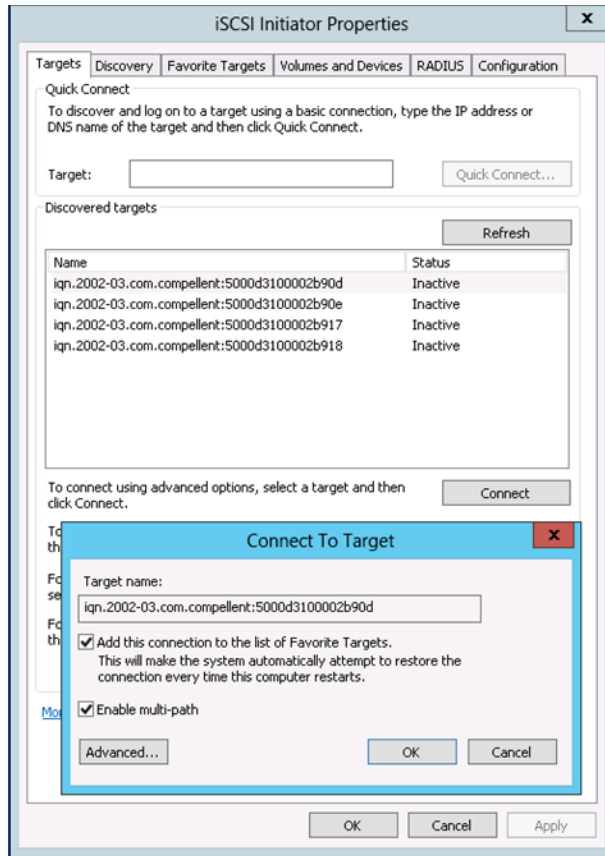 iSCSI Initiator Properties
x
Targets Discovery Favorite Targets Volumes and Devices RADIUS Configuration
Quick Connect
To discover and log on to a target using a basic connection, type the IP address or
DNS name of the target and then click Quick Connect.
Target:
Quick Connect...
Discovered targets
Refresh
Name Status
iqn.2002-03.com.compellent:5000d3100002b90d Inactive
iqn.2002-03.com.compellent:5000d3100002b90e Inactive
iqn.2002-03.com.compellent:5000d3100002b917 Inactive
iqn.2002-03.com.compellent:5000d3100002b918 Inactive
To connect using advanced options, select a target and then
click Connect.
Connect
Connect To Target
x
Target name:
iqn.2002-03.com.compellent:5000d3100002b90d
Add this connection to the list of Favorite Targets.
This will make the system automatically attempt to restore the
connection every time this computer restarts.
Enable multi-path
Advanced... OK Cancel
OK Cancel Apply